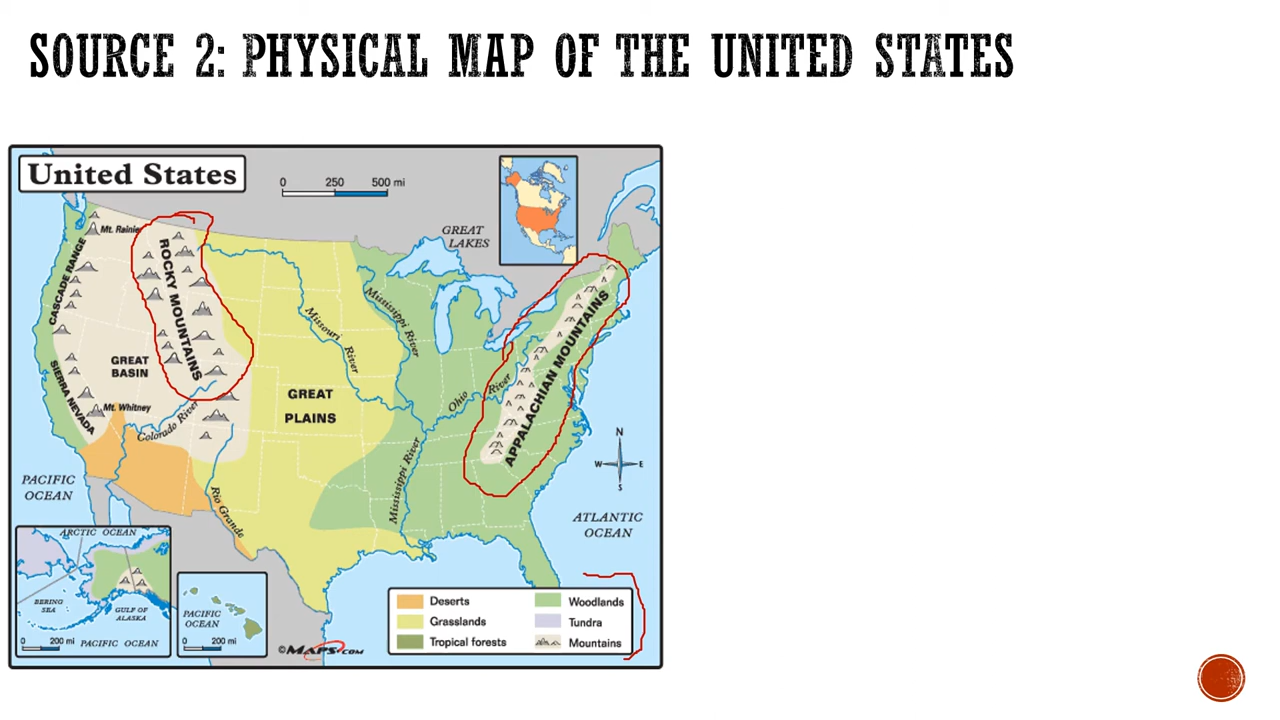 SOURCE 2: PHYSICAL MAP OF THE UNITED STATES
United States
0 250 500 mi
GREAT
LAKES
Mt. Rainier
CASCADE RANGE
ROCKY MOUNTAINS
Missouri River
Mississippi River
APPALACHIAN MOUNTAINS
GREAT
BASIN
SIERRA NEVADA
Mt. Whitney
Colorado River
GREAT
PLAINS
Ohio River
Mississippi River
Rio Grande
N
W E
S
PACIFIC
OCEAN
ATLANTIC
OCEAN
ARCTIC OCEAN
BERING
SEA
GULF OF
ALASKA
0 200 mi
PACIFIC OCEAN
PACIFIC
OCEAN
0 200 mi
©MAPS.COM
Deserts
Grasslands
Tropical forests
Woodlands
Tundra
Mountains